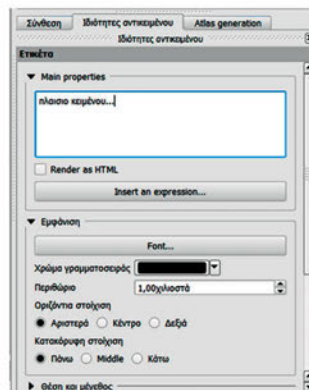 Σύνθεση Ιδιότητες αντικειμένου Atlas generation
Ιδιότητες αντικειμένου
Ετικέτα
Main properties
πλαισιο κειμένου...
Render as HTML
Insert an expression...
Εμφάνιση
Font...
Χρώμα γραμματοσειράς
Περιθώριο 1,00χιλιοστά
Οριζόντια στοίχιση
Αριστερά Κέντρο Δεξιά
Κατακόρυφη στοίχιση
Πάνω Middle Κάτω
Θέση και μέγεθος